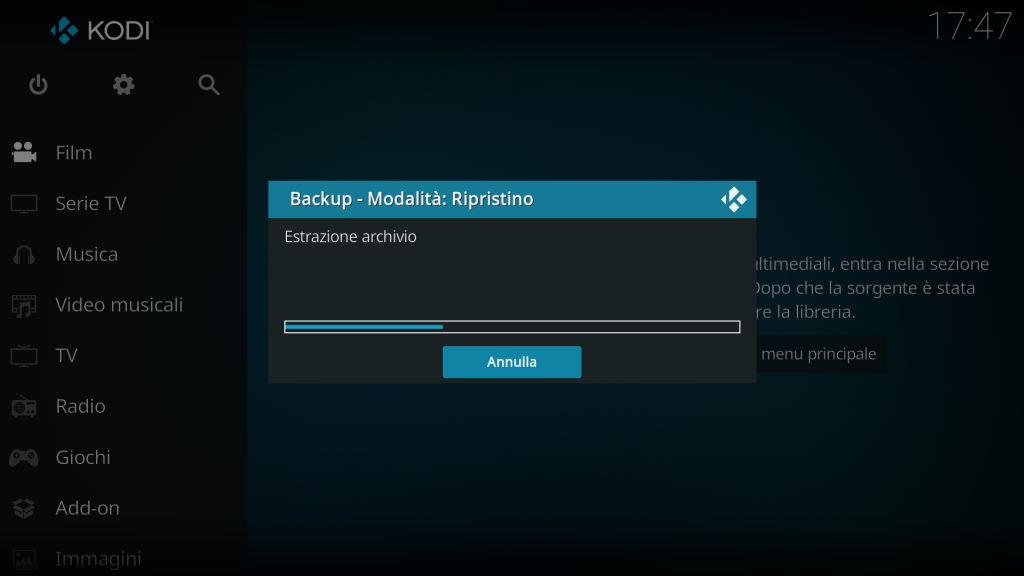 KODI
17:47
Film
Serie TV
Musica
Video musicali
TV
Radio
Giochi
Add-on
Immagini
Backup - Modalità: Ripristino
Estrazione archivio
Annulla
ltimediali, entra nella sezione
Dopo che la sorgente è stata
re la libreria.
menu principale